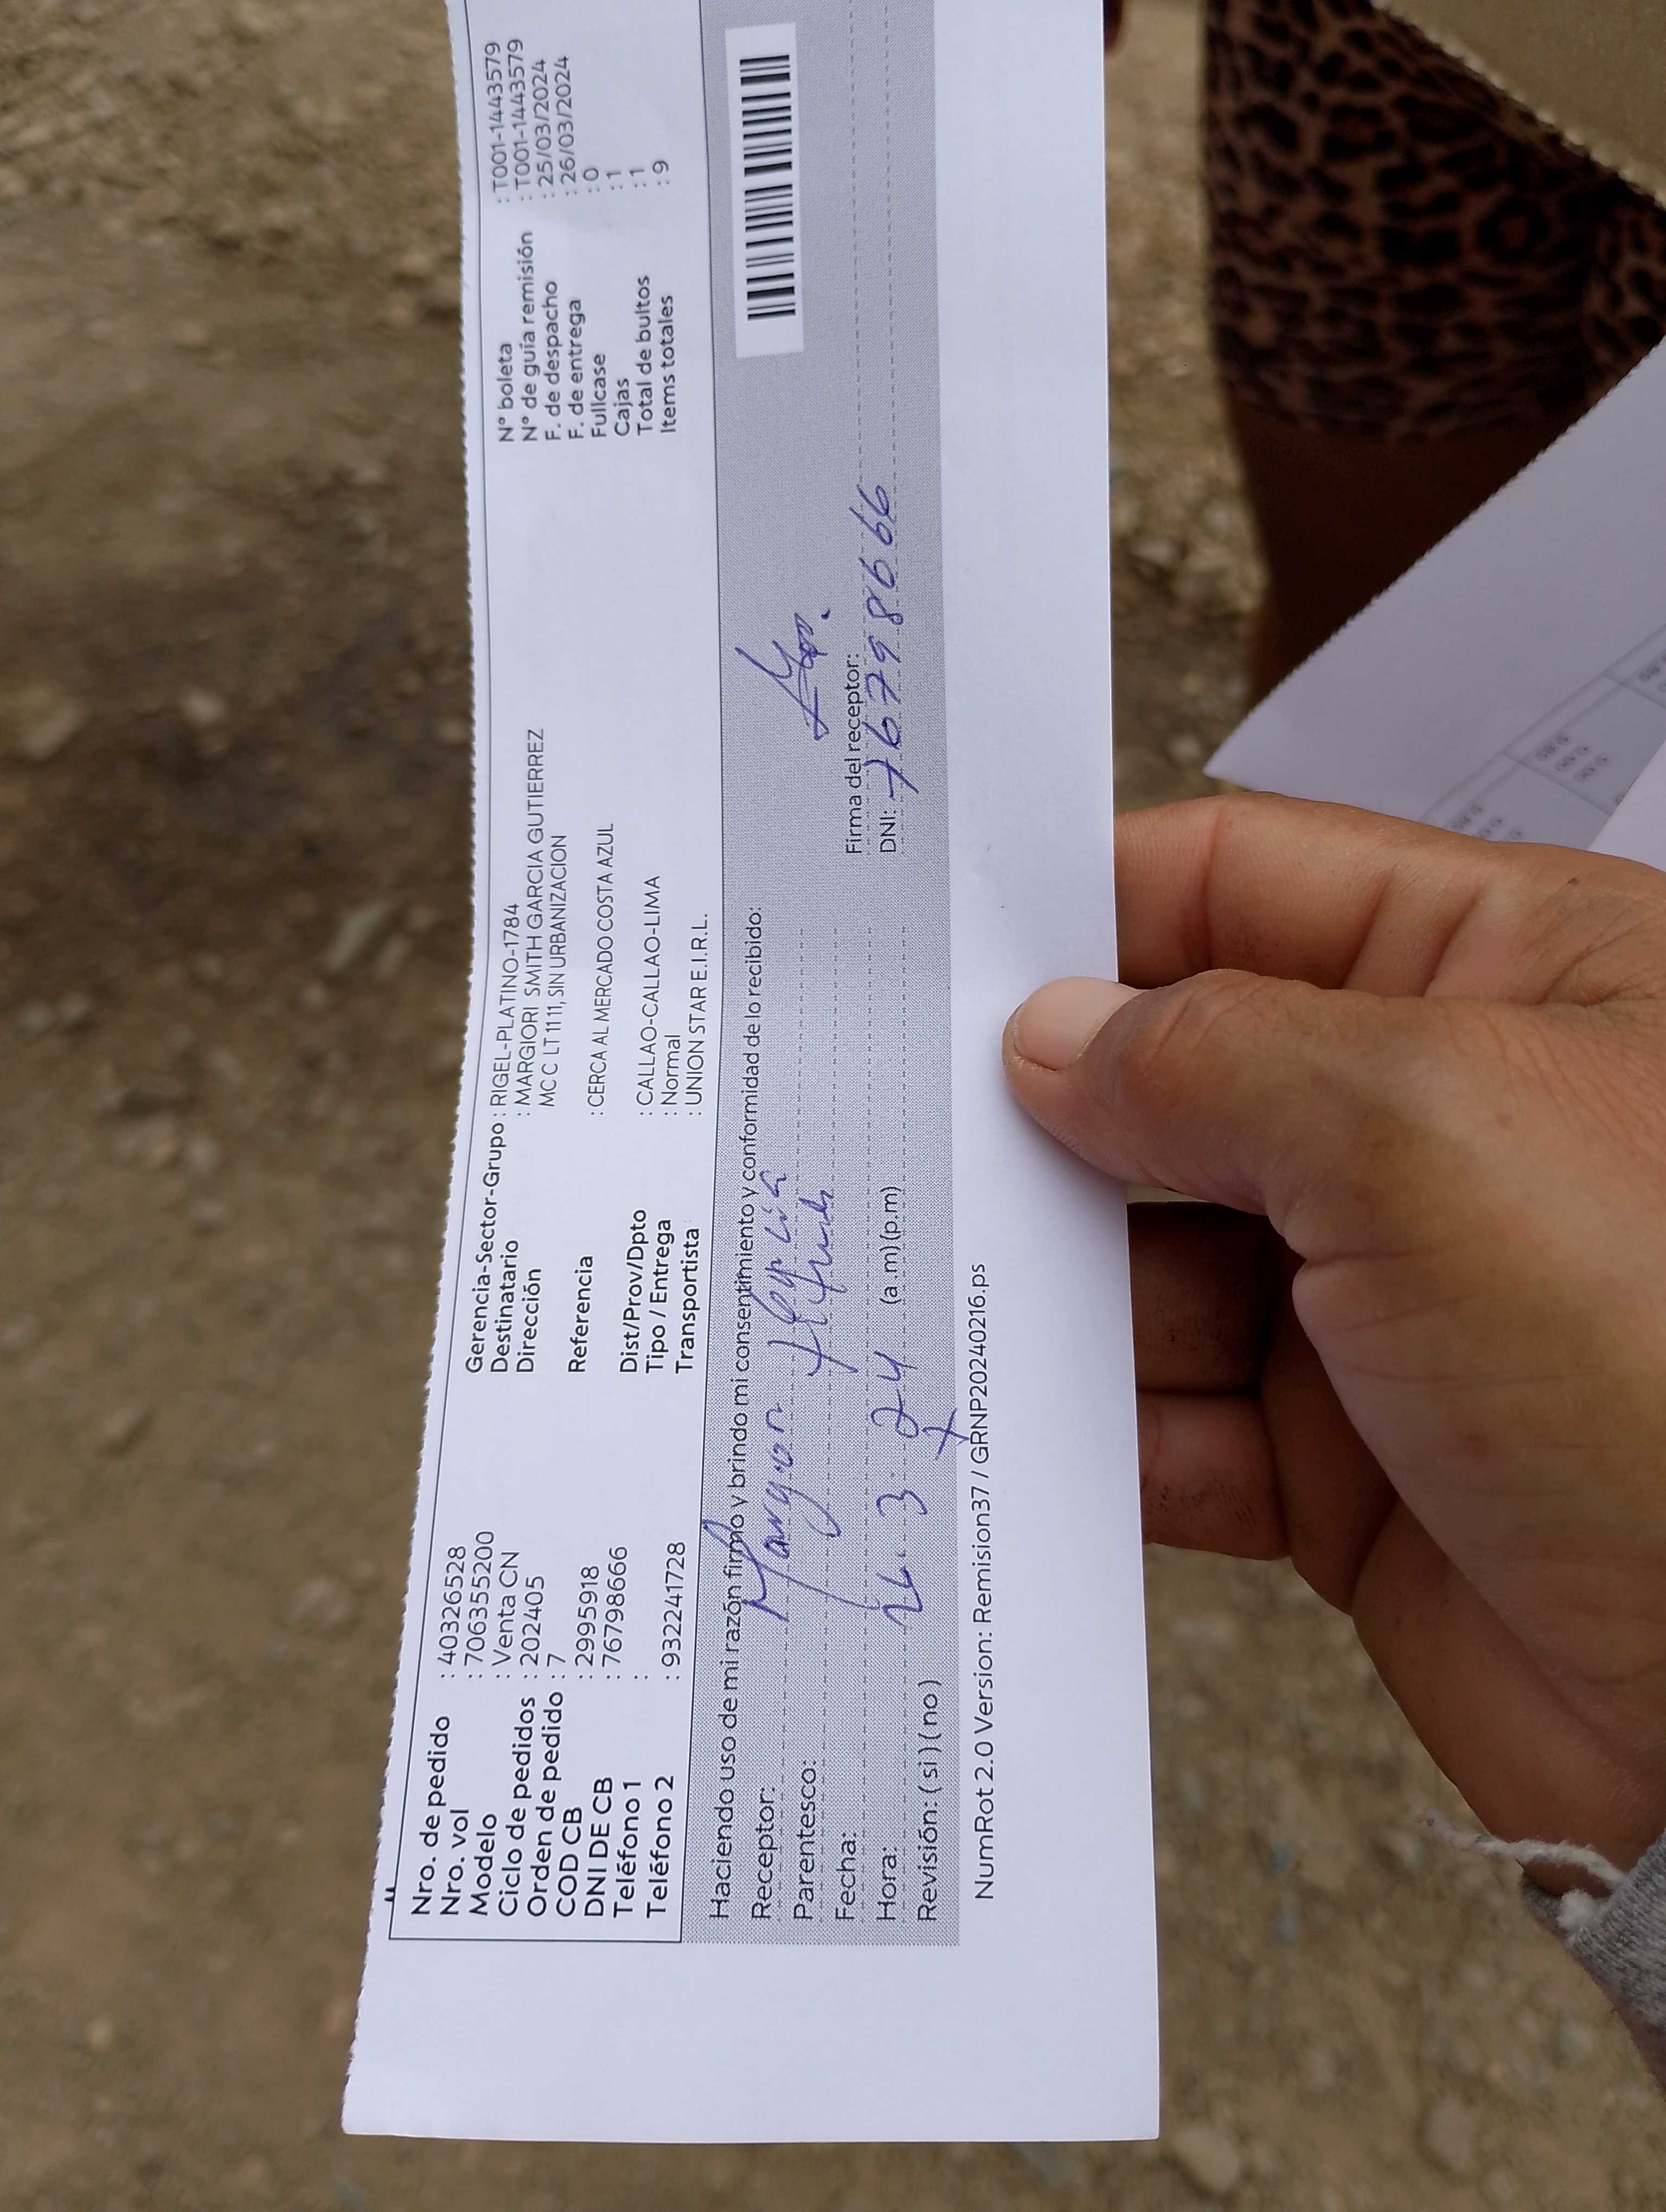 Nro. de pedido : 40326528
Nro. vol : 706355200
Modelo : Venta CN
Ciclo de pedidos : 202405
Orden de pedido : 7
COD CB : 2995918
DNI DE CB : 76798666
Teléfono 1 :
Teléfono 2 : 932241728
Gerencia-Sector-Grupo : RIGEL-PLATINO-1784
Destinatario : MARGIORI SMITH GARCIA GUTIERREZ
Dirección MC C LT 11 11, SIN URBANIZACION
Referencia : CERCA AL MERCADO COSTA AZUL
Dist/Prov/Dpto : CALLAO-CALLAO-LIMA
Tipo / Entrega : Normal
Transportista : UNION STAR E.I.R.L.
N° boleta : T001-1443579
N° de guía remisión : T001-1443579
F. de despacho : 25/03/2024
F. de entrega : 26/03/2024
Fullcase : 0
Cajas : 1
Total de bultos : 1
Items totales : 9
Haciendo uso de mi razón firmo y brindo mi consentimiento y conformidad de lo recibido:
Receptor:
Parentesco:
Fecha: 3 24
Hora: (a.m) (p.m)
Revisión: ( si ) ( no )
Firma del receptor:
DNI: 76798666
NumRot 2.0 Version: Remision37 / GRNP20240216.ps